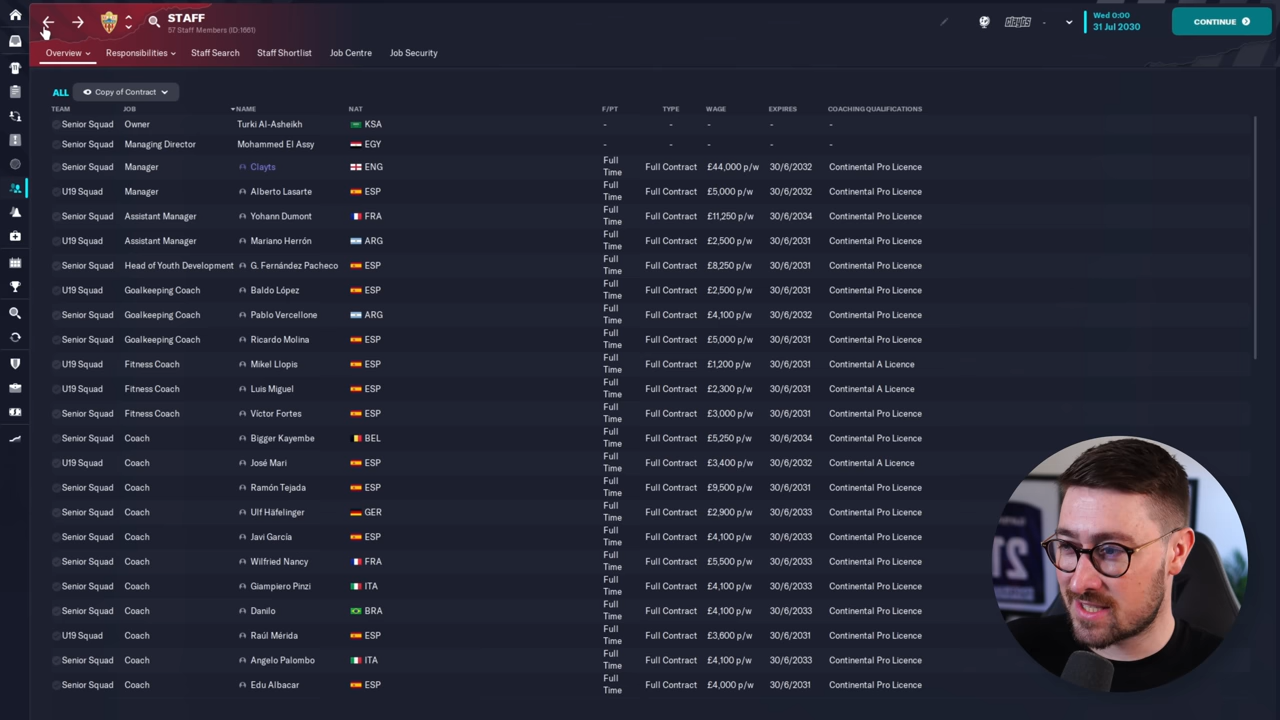 STAFF
57 Staff Members (ID:1661)
clayts -
Wed 0:00
31 Jul 2030
CONTINUE
Overview Responsibilities Staff Search Staff Shortlist Job Centre Job Security
ALL Copy of Contract
TEAM JOB NAME NAT F/PT TYPE WAGE EXPIRES COACHING QUALIFICATIONS
Senior Squad Owner Turki Al-Asheikh KSA - - - - -
Senior Squad Managing Director Mohammed El Assy EGY - - - - -
Senior Squad Manager Clayts ENG Full Time Full Contract £44,000 p/w 30/6/2032 Continental Pro Licence
U19 Squad Manager Alberto Lasarte ESP Full Time Full Contract £5,000 p/w 30/6/2032 Continental Pro Licence
Senior Squad Assistant Manager Yohann Dumont FRA Full Time Full Contract £11,250 p/w 30/6/2034 Continental Pro Licence
U19 Squad Assistant Manager Mariano Herrón ARG Full Time Full Contract £2,500 p/w 30/6/2031 Continental Pro Licence
Senior Squad Head of Youth Development G. Fernández Pacheco ESP Full Time Full Contract £8,250 p/w 30/6/2031 Continental Pro Licence
U19 Squad Goalkeeping Coach Baldo López ESP Full Time Full Contract £2,500 p/w 30/6/2031 Continental Pro Licence
Senior Squad Goalkeeping Coach Pablo Vercellone ARG Full Time Full Contract £4,100 p/w 30/6/2032 Continental Pro Licence
Senior Squad Goalkeeping Coach Ricardo Molina ESP Full Time Full Contract £5,000 p/w 30/6/2031 Continental Pro Licence
U19 Squad Fitness Coach Mikel Llopis ESP Full Time Full Contract £1,200 p/w 30/6/2031 Continental A Licence
U19 Squad Fitness Coach Luis Miguel ESP Full Time Full Contract £2,300 p/w 30/6/2031 Continental A Licence
Senior Squad Fitness Coach Víctor Fortes ESP Full Time Full Contract £3,000 p/w 30/6/2031 Continental Pro Licence
Senior Squad Coach Bigger Kayembe BEL Full Time Full Contract £5,250 p/w 30/6/2034 Continental Pro Licence
U19 Squad Coach José Mari ESP Full Time Full Contract £3,400 p/w 30/6/2032 Continental A Licence
Senior Squad Coach Ramón Tejada ESP Full Time Full Contract £9,500 p/w 30/6/2031 Continental Pro Licence
Senior Squad Coach Ulf Häfelinger GER Full Time Full Contract £2,900 p/w 30/6/2033 Continental Pro Licence
Senior Squad Coach Javi García ESP Full Time Full Contract £4,100 p/w 30/6/2033 Continental Pro Licence
Senior Squad Coach Wilfried Nancy FRA Full Time Full Contract £5,500 p/w 30/6/2033 Continental Pro Licence
Senior Squad Coach Giampiero Pinzi ITA Full Time Full Contract £4,100 p/w 30/6/2033 Continental Pro Licence
Senior Squad Coach Danilo BRA Full Time Full Contract £4,100 p/w 30/6/2033 Continental Pro Licence
U19 Squad Coach Raúl Mérida ESP Full Time Full Contract £3,600 p/w 30/6/2031 Continental Pro Licence
Senior Squad Coach Angelo Palombo ITA Full Time Full Contract £4,100 p/w 30/6/2033 Continental Pro Licence
Senior Squad Coach Edu Albacar ESP Full Time Full Contract £4,000 p/w 30/6/2031 Continental Pro Licence
21